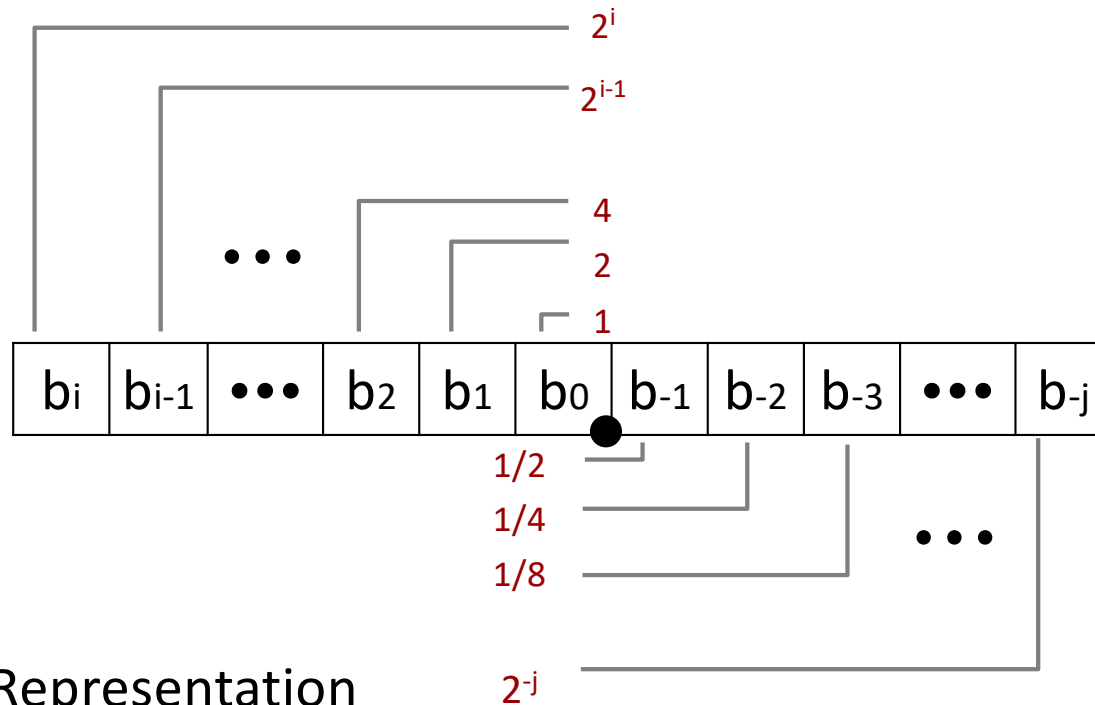 2^i
2^{i-1}
•••
4
2
1
b_i b_{i-1} ••• b_2 b_1 b_0 b_{-1} b_{-2} b_{-3} ••• b_{-j}
1/2
1/4
1/8
•••
Representation
2^{-j}